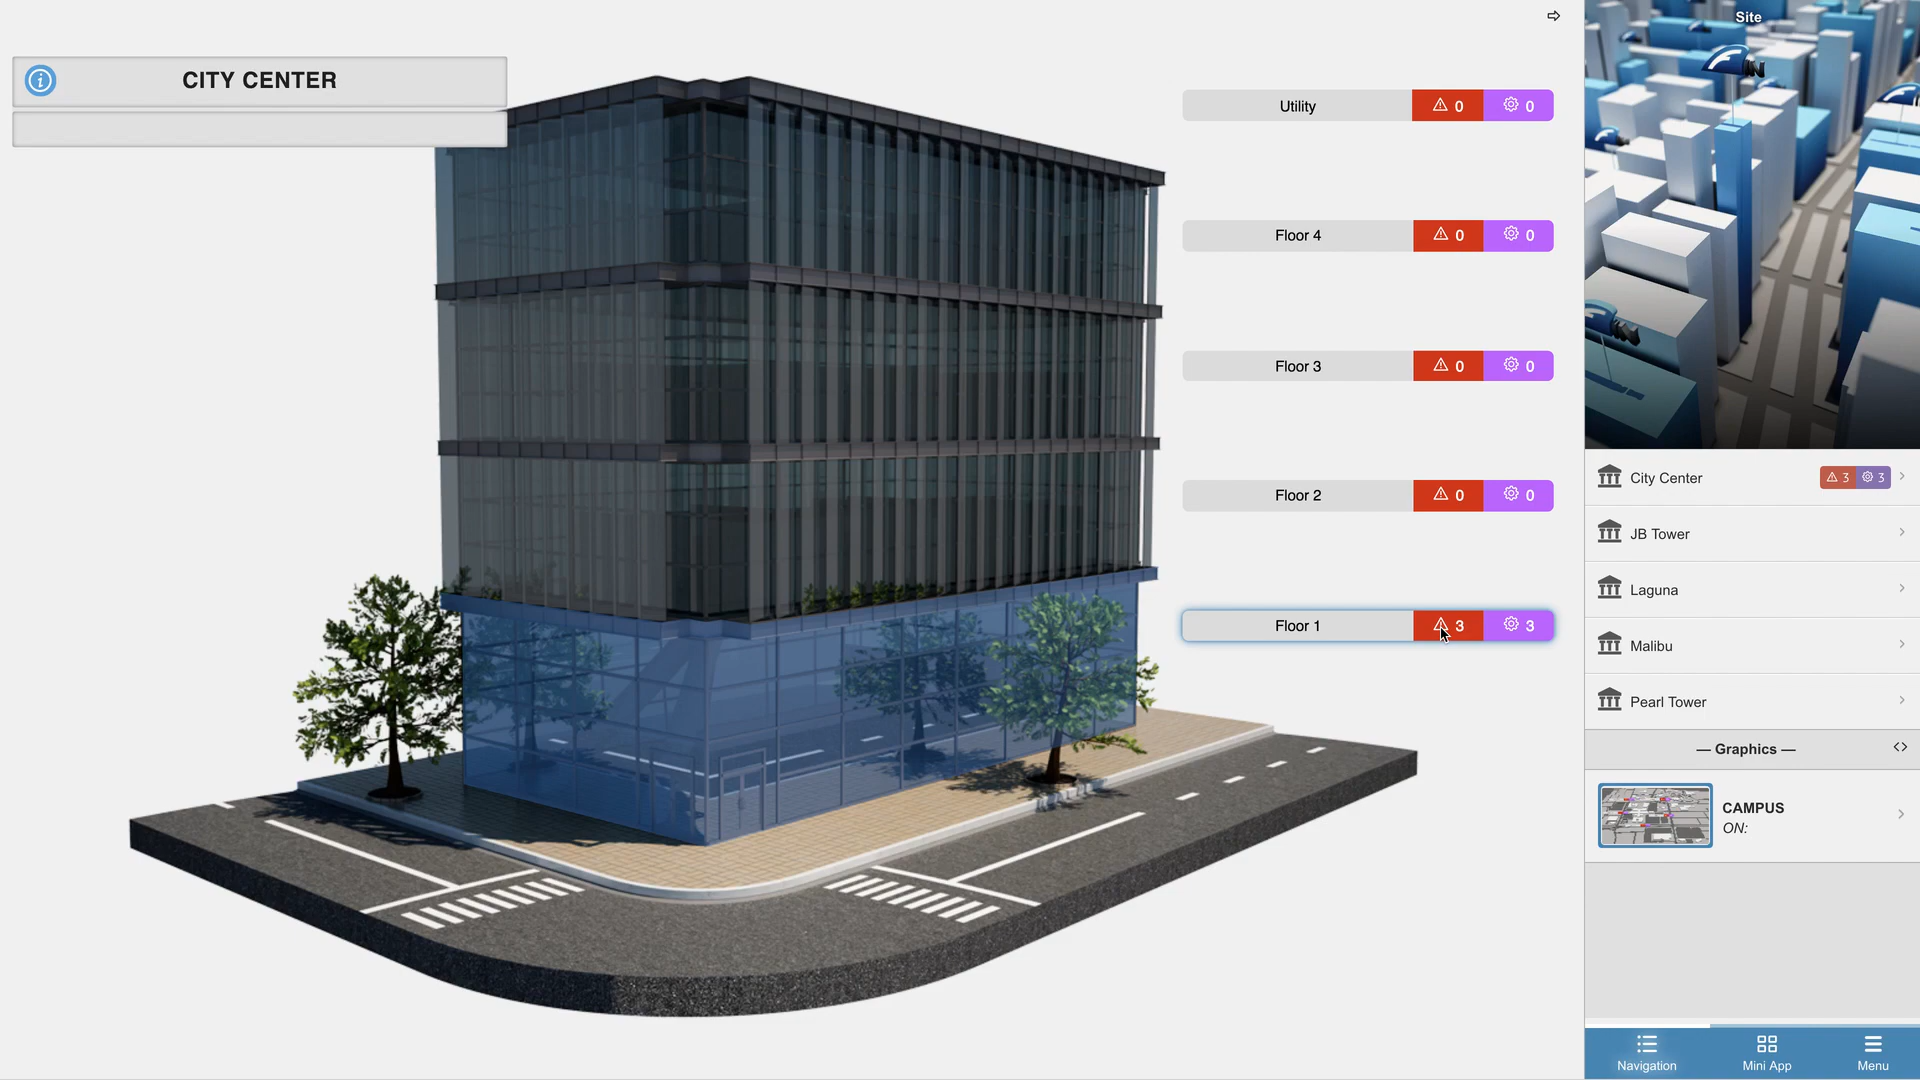 CITY CENTER
Utility 0 0
Floor 4 0 0
Floor 3 0 0
Floor 2 0 0
Floor 1 3 3
Site
City Center 3 3
JB Tower
Laguna
Malibu
Pearl Tower
— Graphics —
CAMPUS
ON:
Navigation
Mini App
Menu